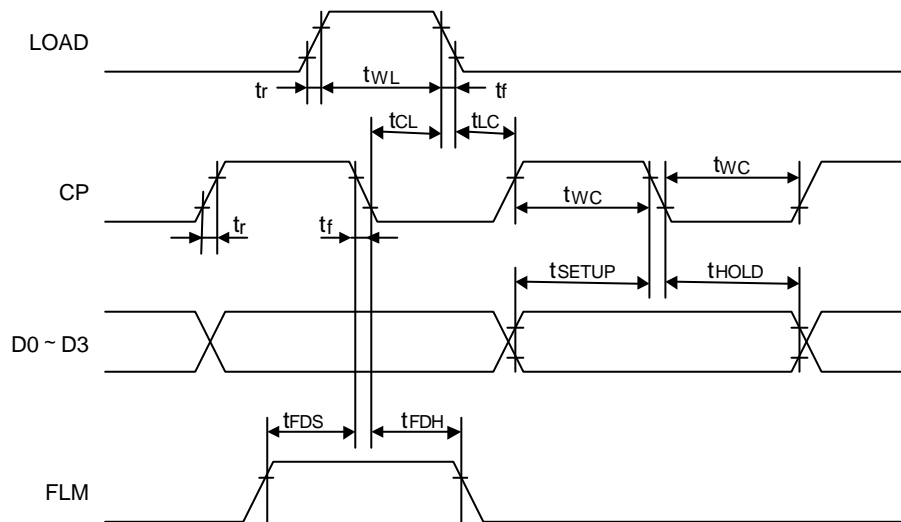 LOAD
tr
tWL
tf
tCL
tLC
CP
tWC
tWC
tr
tf
tSETUP
tHOLD
D0 ~ D3
tFDS
tFDH
FLM